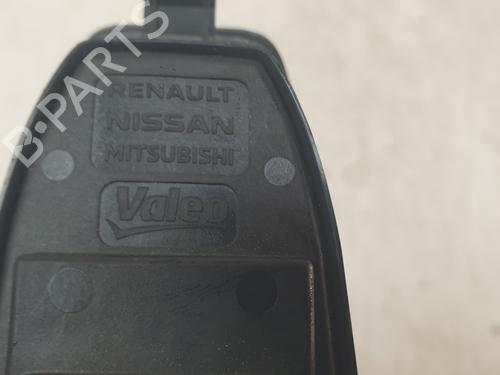 B-PARTS
RENAULT
NISSAN
MITSUBISHI
Valeo